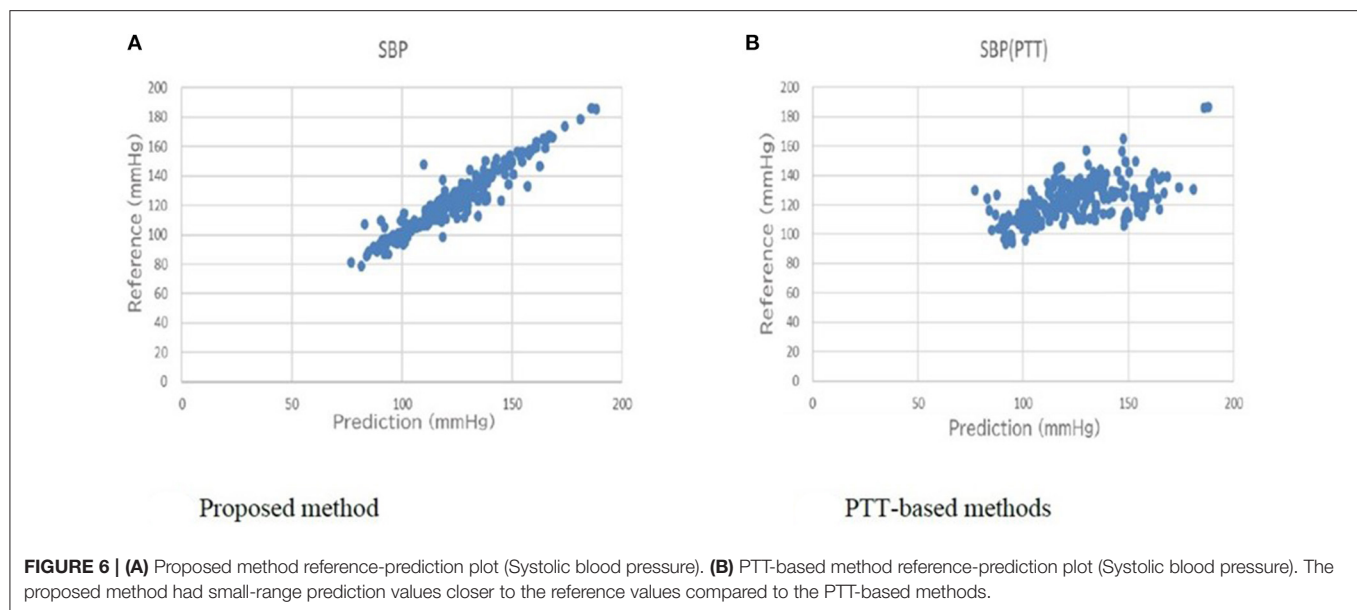 A
SBP
Reference (mmHg)
200
180
160
140
120
100
80
60
40
20
0
0 50 100 150 200
Prediction (mmHg)
Proposed method
B
SBP(PTT)
Reference (mmHg)
200
180
160
140
120
100
80
60
40
20
0
0 50 100 150 200
Prediction (mmHg)
PTT-based methods
FIGURE 6 | (A) Proposed method reference-prediction plot (Systolic blood pressure). (B) PTT-based method reference-prediction plot (Systolic blood pressure). The
proposed method had small-range prediction values closer to the reference values compared to the PTT-based methods.